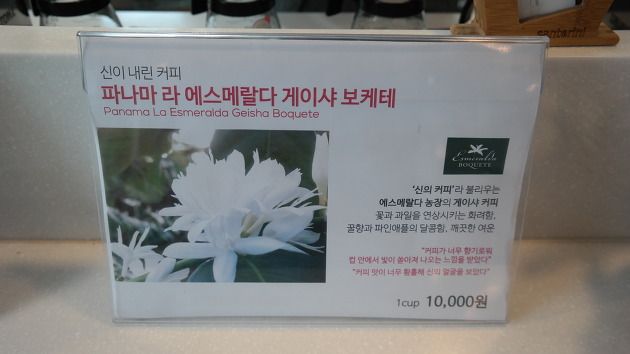 santorini
신이 내린 커피
파나마 라 에스메랄다 게이샤 보케테
Panama La Esmeralda Geisha Boquete
Esmeralda
BOQUETE
‘신의 커피’라 불리우는
에스메랄다 농장의 게이샤 커피
꽃과 과일을 연상시키는 화려함,
꿀향과 파인애플의 달콤함, 깨끗한 여운
"커피가 너무 향기로워
컵 안에서 빛이 쏟아져 나오는 느낌을 받았다"
"커피 맛이 너무 황홀해 신의 얼굴을 보았다"
1cup 10,000원